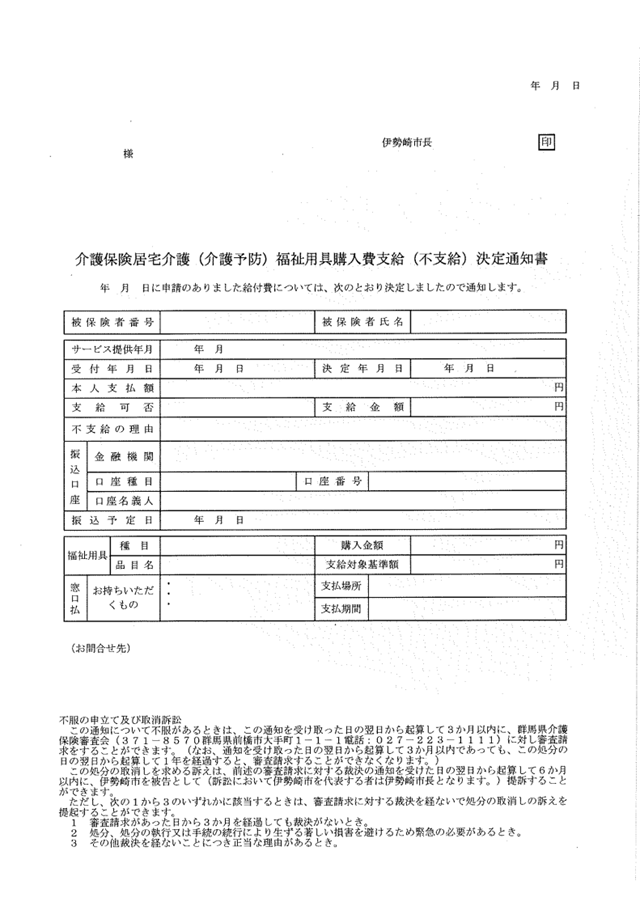 年 月 日
伊勢崎市長 印
様
介護保険居宅介護（介護予防）福祉用具購入費支給（不支給）決定通知書
年 月 日に申請のありました給付費については、次のとおり決定しましたので通知します。
被保険者番号 被保険者氏名
サービス提供年月 年 月
受付年月日 年 月 日 決定年月日 年 月 日
本人支払額 円
支給可否 支給金額 円
不支給の理由
振込口座 金融機関
口座種目 口座番号
口座名義人
振込予定日 年 月 日
福祉用具 種目 購入金額 円
品目名 支給対象基準額 円
窓口払 お持ちいただくもの ・ 支払場所
・
・ 支払期間
（お問合せ先）
不服の申立て及び取消訴訟
この通知について不服があるときは、この通知を受け取った日の翌日から起算して3か月以内に、群馬県介護
保険審査会（371－8570群馬県前橋市大手町1－1－1電話：027－223－1111）に対し審査請
求をすることができます。（なお、通知を受け取った日の翌日から起算して3か月以内であっても、この処分の
日の翌日から起算して1年を経過すると、審査請求することができなくなります。）
この処分の取消しを求める訴えは、前述の審査請求に対する裁決の通知を受けた日の翌日から起算して6か月
以内に、伊勢崎市を被告として（訴訟において伊勢崎市を代表する者は伊勢崎市長となります。）提訴すること
ができます。
ただし、次の1から3のいずれかに該当するときは、審査請求に対する裁決を経ないで処分の取消しの訴えを
提起することができます。
1 審査請求があった日から3か月を経過しても裁決がないとき。
2 処分、処分の執行又は手続の続行により生ずる著しい損害を避けるため緊急の必要があるとき。
3 その他裁決を経ないことにつき正当な理由があるとき。